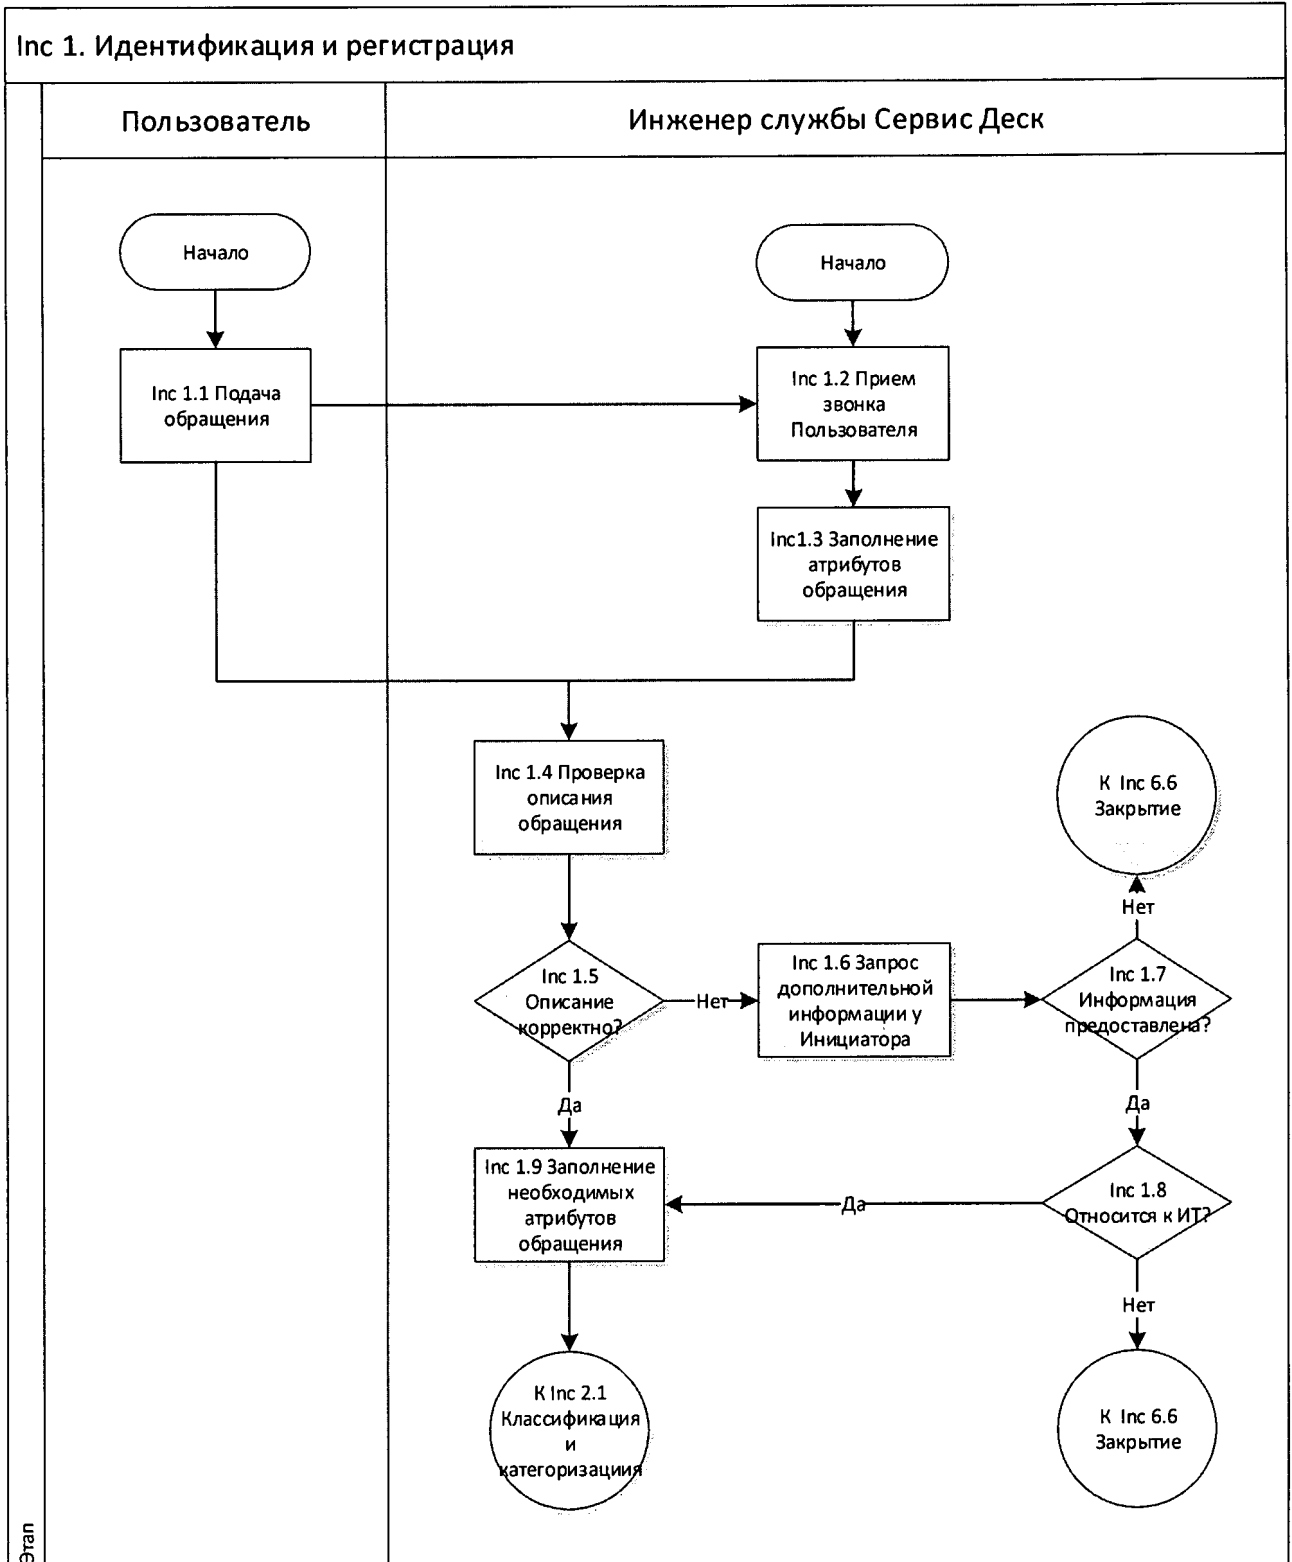 Inc 1. Идентификация и регистрация
Пользователь
Инженер службы Сервис Деск
Начало
Начало
Inc 1.1 Подача
обращения
Inc 1.2 Прием
звонка
Пользователя
Inc1.3 Заполнение
атрибутов
обращения
Inc 1.4 Проверка
описания
обращения
К Inc 6.6
Закрытие
Нет
Inc 1.5
Описание
корректно?
Нет
Inc 1.6 Запрос
дополнительной
информации у
Инициатора
Inc 1.7
Информация
предоставлена?
Да
Да
Inc 1.9 Заполнение
необходимых
атрибутов
обращения
Да
Inc 1.8
Относится к ИТ?
Нет
К Inc 2.1
Классификация
и
категоризациия
К Inc 6.6
Закрытие
Этап